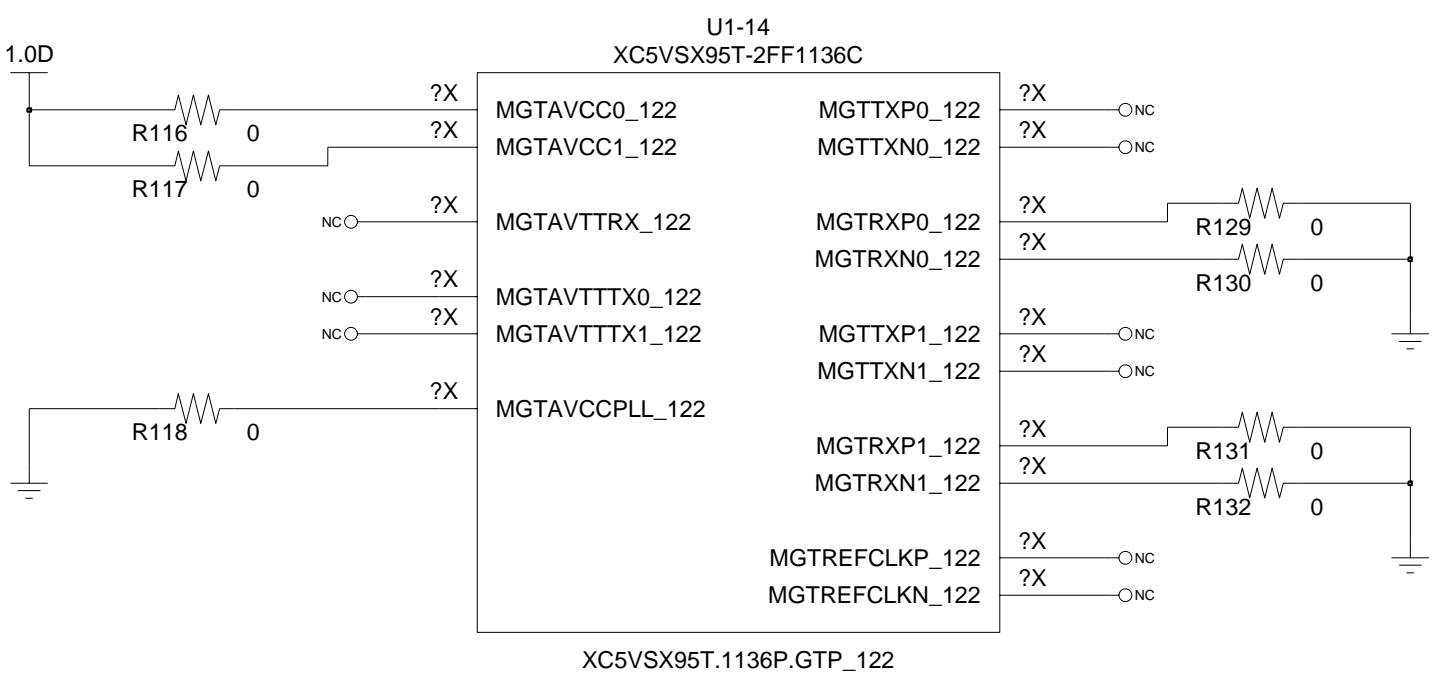 U1-14
XC5VSX95T-2FF1136C
1.0D
R116 0
R117 0
R118 0
?X MGTAVCC0_122
?X MGTAVCC1_122
NC ?X MGTAVTTRX_122
NC ?X MGTAVTTTX0_122
NC ?X MGTAVTTTX1_122
?X MGTAVCCPLL_122
MGTTXP0_122 ?X NC
MGTTXN0_122 ?X NC
MGTRXP0_122 ?X R129 0
MGTRXN0_122 ?X R130 0
MGTTXP1_122 ?X NC
MGTTXN1_122 ?X NC
MGTRXP1_122 ?X R131 0
MGTRXN1_122 ?X R132 0
MGTREFCLKP_122 ?X NC
MGTREFCLKN_122 ?X NC
XC5VSX95T.1136P.GTP_122